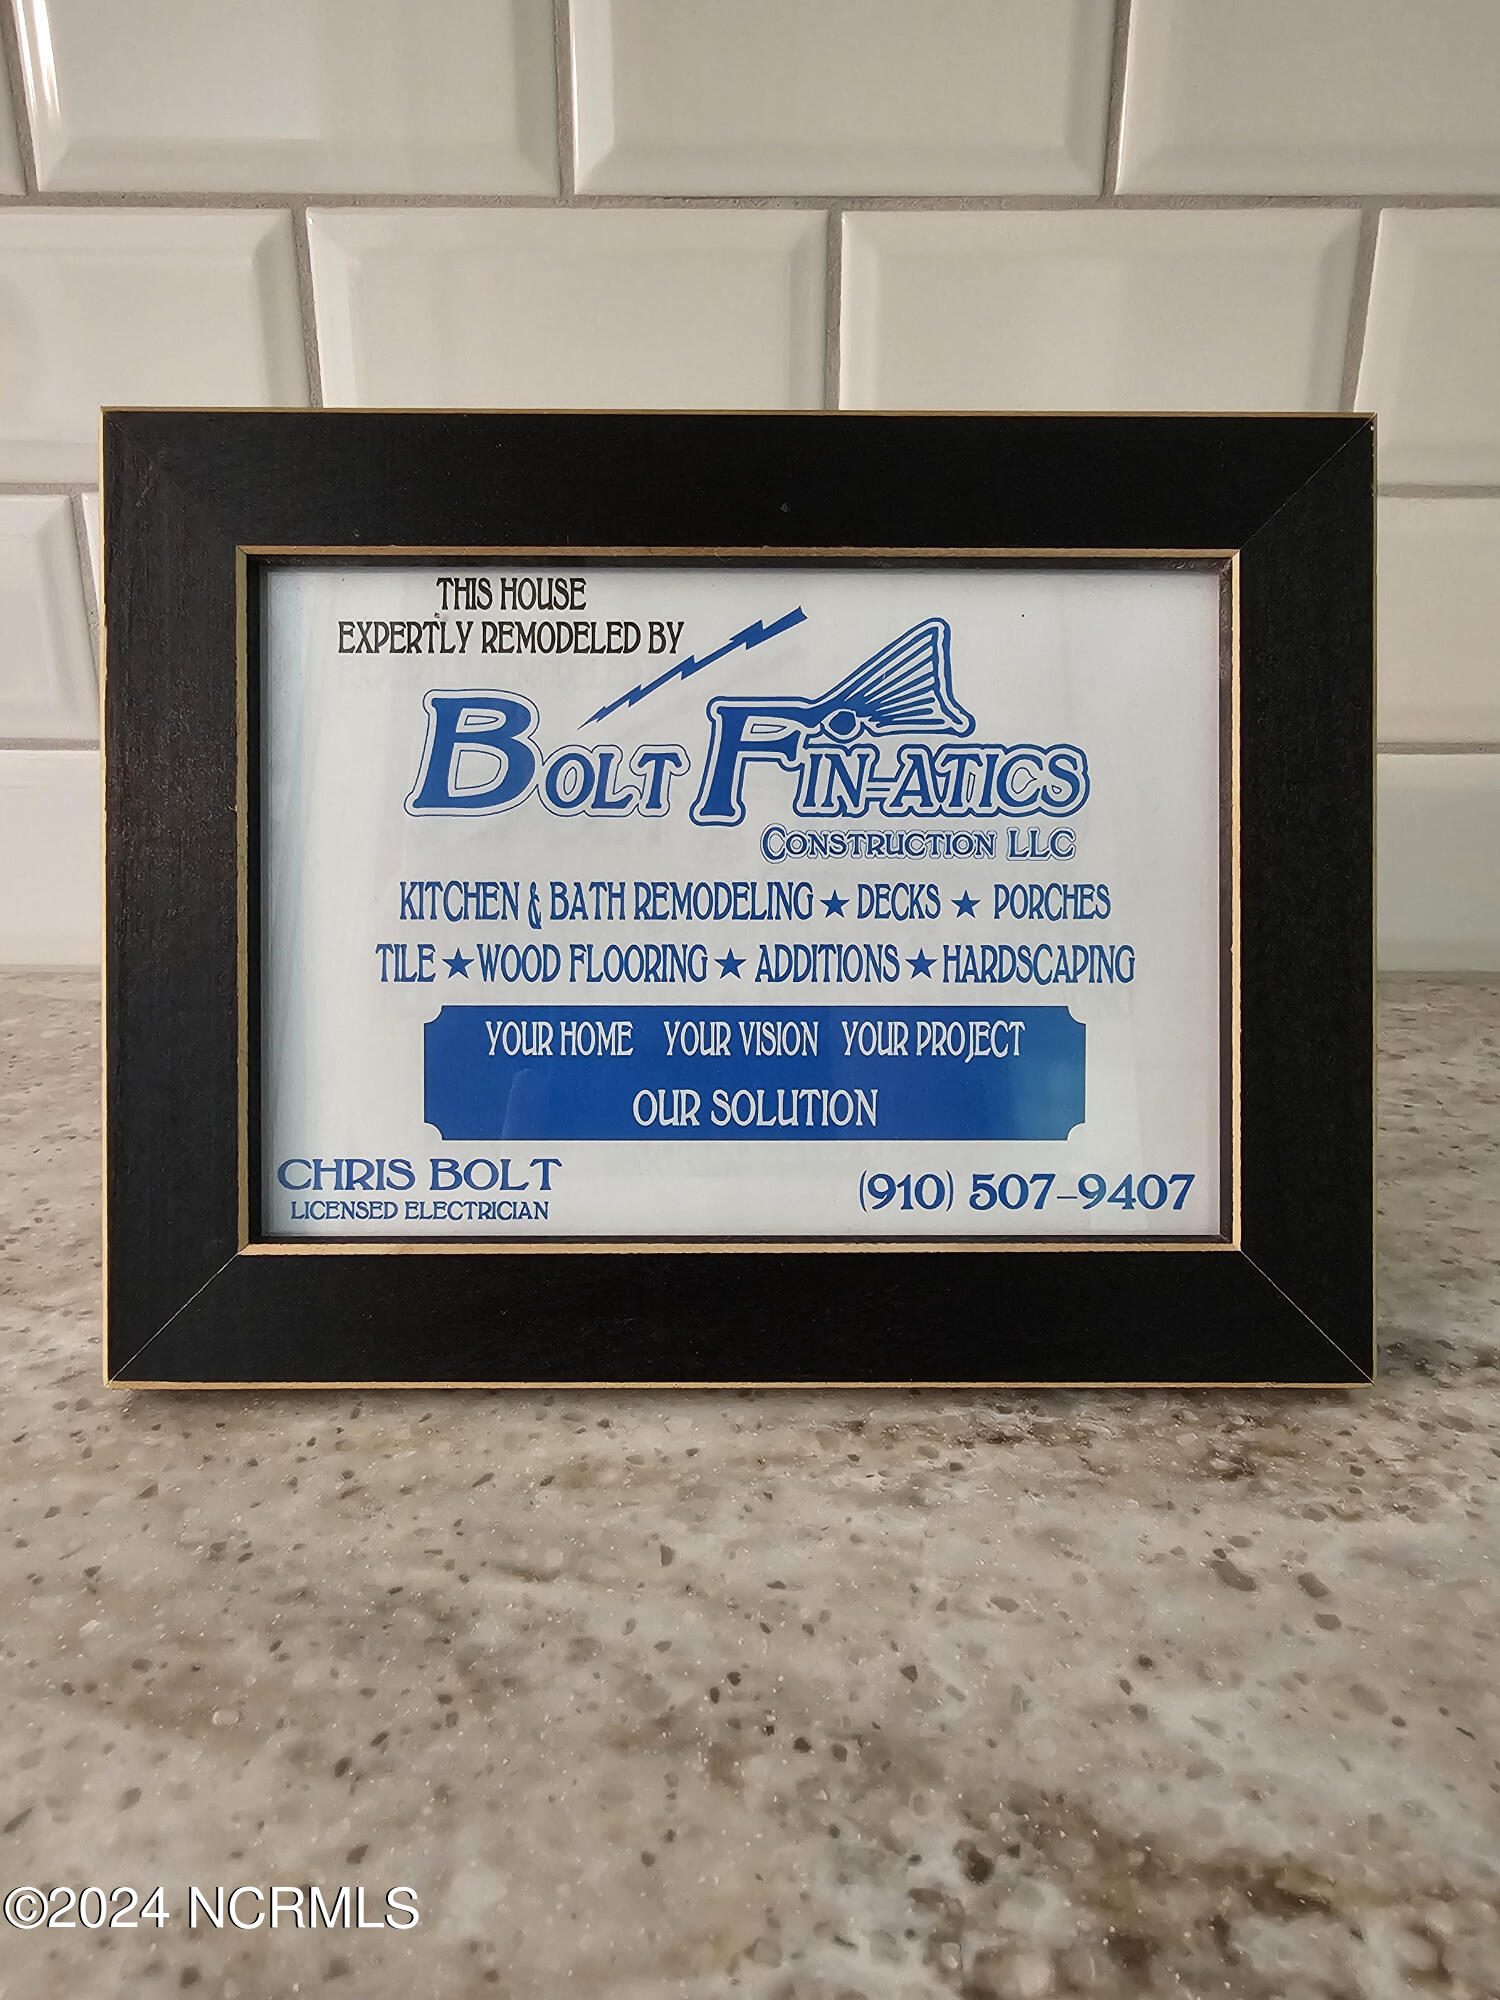 THIS HOUSE
EXPERTLY REMODELED BY
BOLT FIN-ATICS
CONSTRUCTION LLC
KITCHEN & BATH REMODELING ★ DECKS ★ PORCHES
TILE ★ WOOD FLOORING ★ ADDITIONS ★ HARDSCAPING
YOUR HOME YOUR VISION YOUR PROJECT
OUR SOLUTION
CHRIS BOLT
LICENSED ELECTRICIAN
(910) 507-9407
©2024 NCRMLS